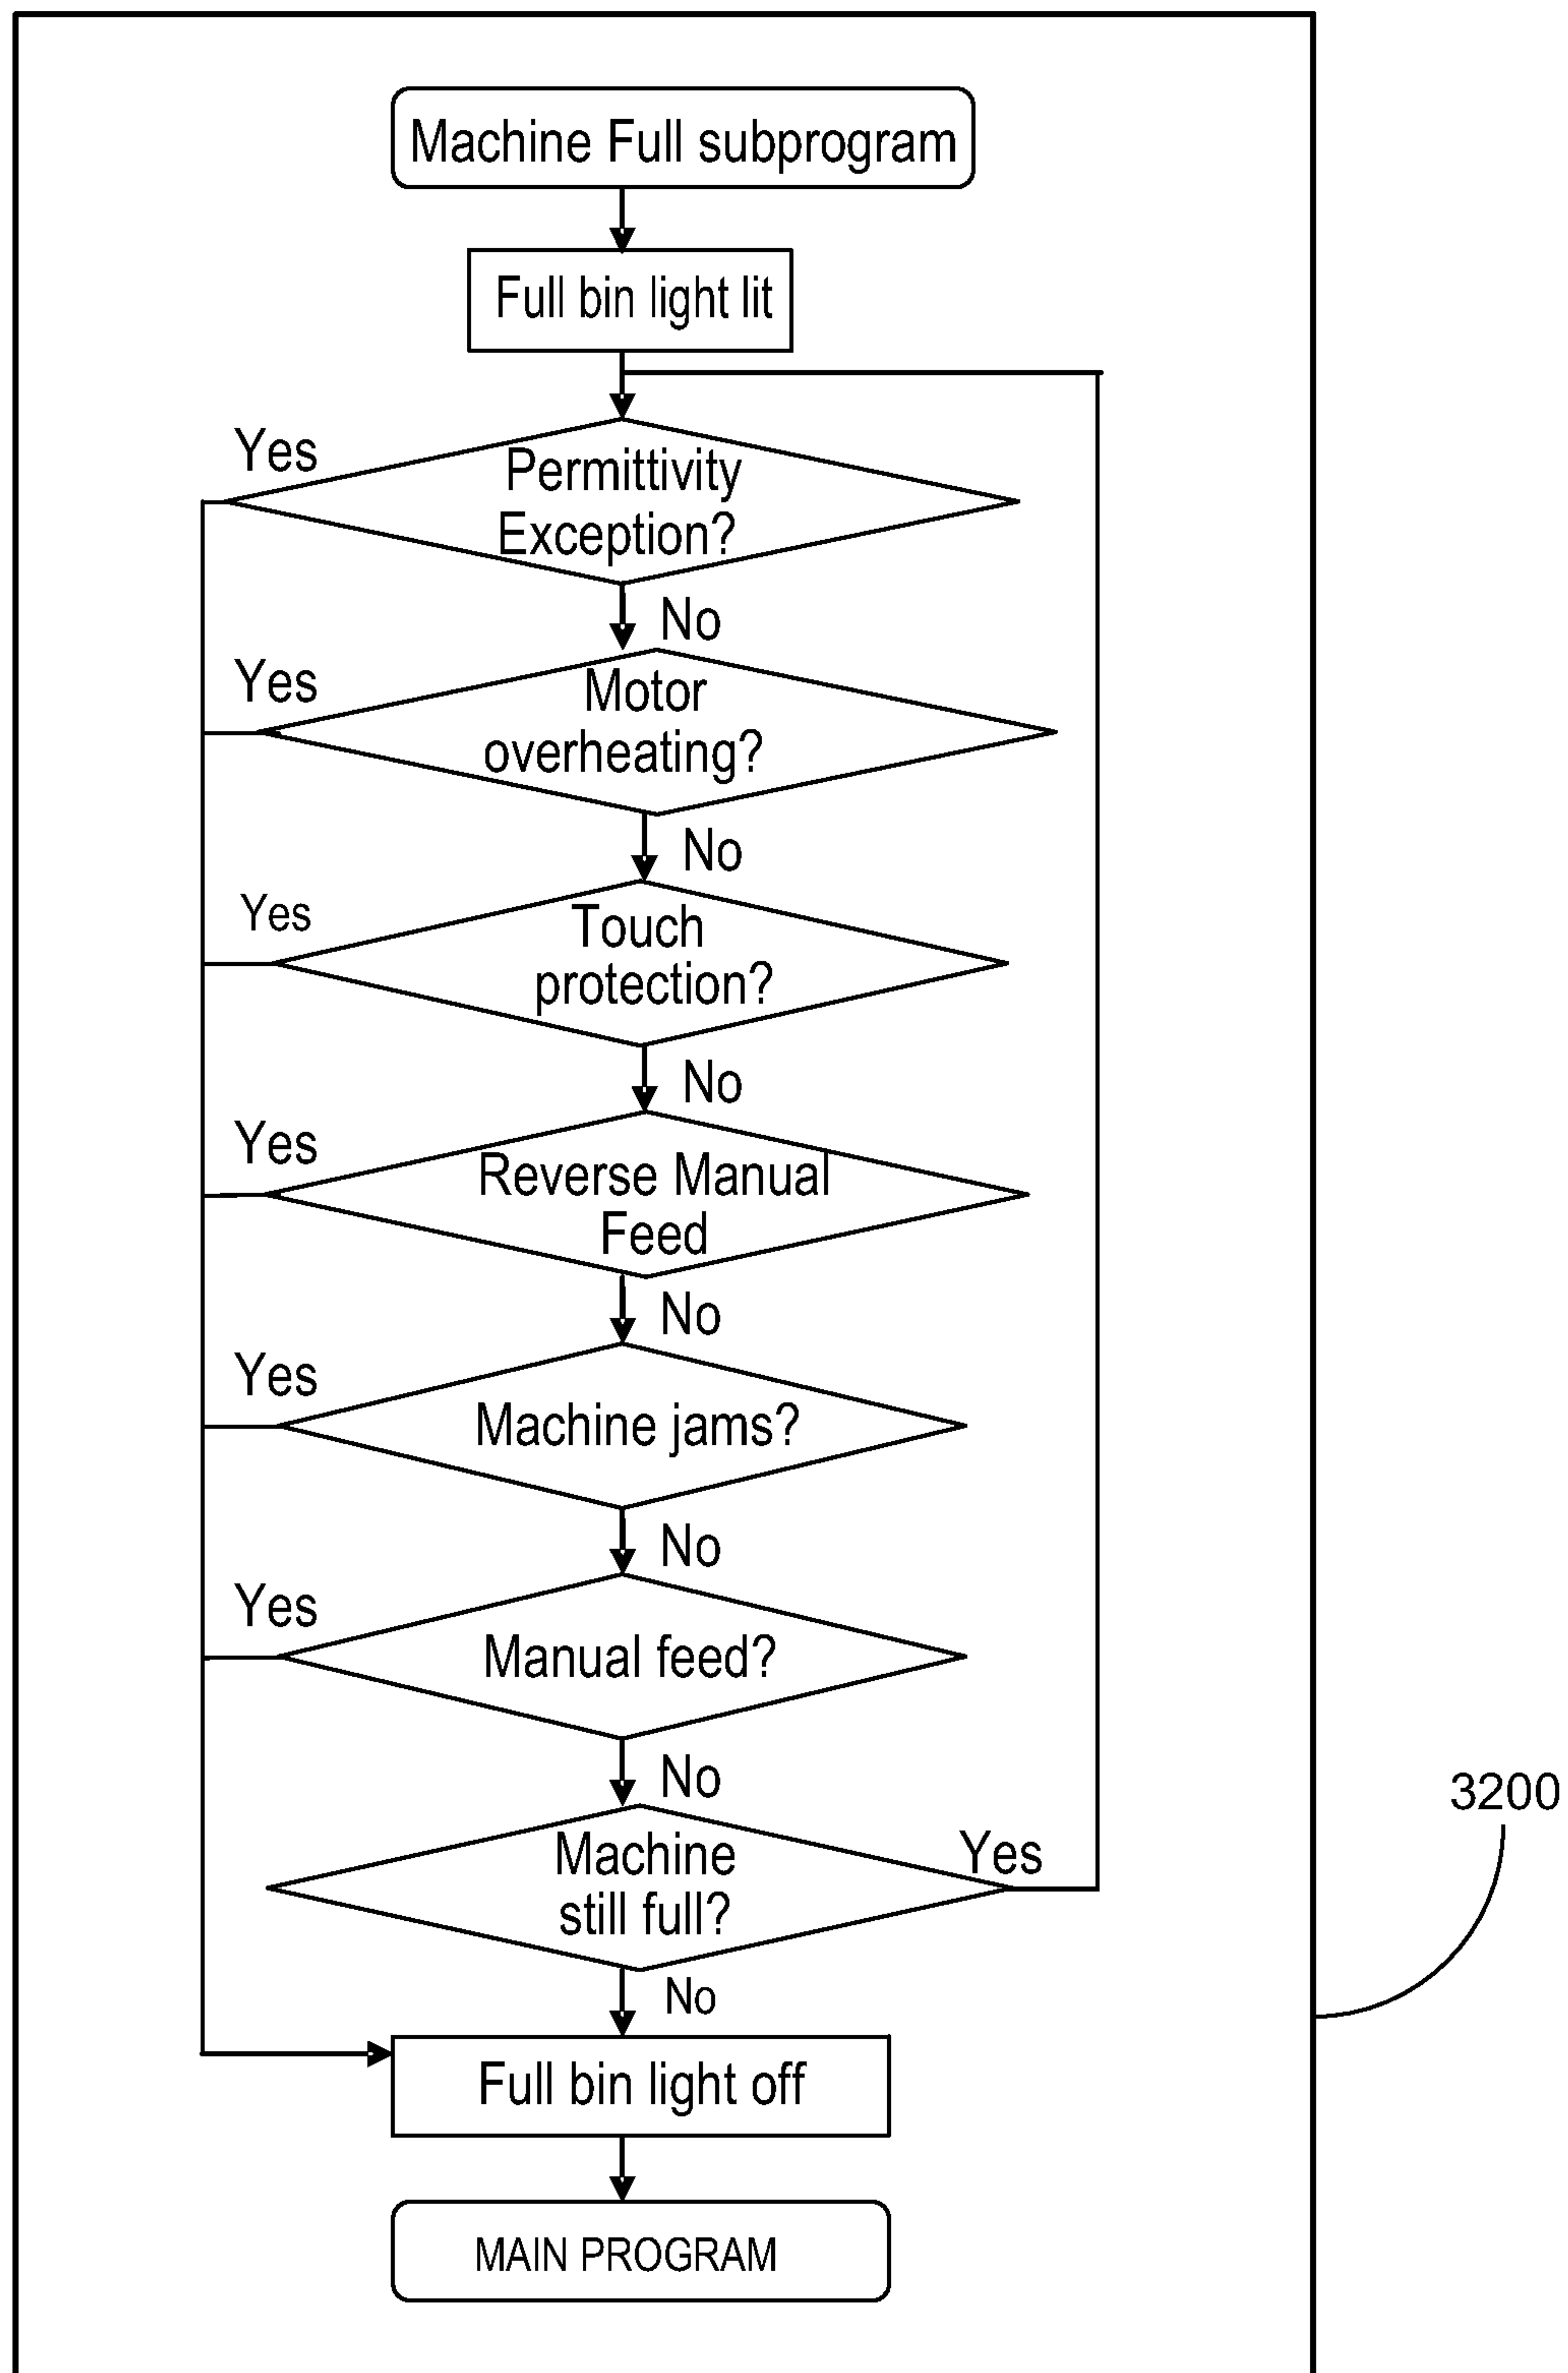 Machine Full subprogram
Full bin light lit
Yes
Permittivity
Exception?
No
Yes
Motor
overheating?
No
Yes
Touch
protection?
No
Yes
Reverse Manual
Feed
No
Yes
Machine jams?
No
Yes
Manual feed?
No
Machine
still full?
Yes
3200
No
Full bin light off
MAIN PROGRAM